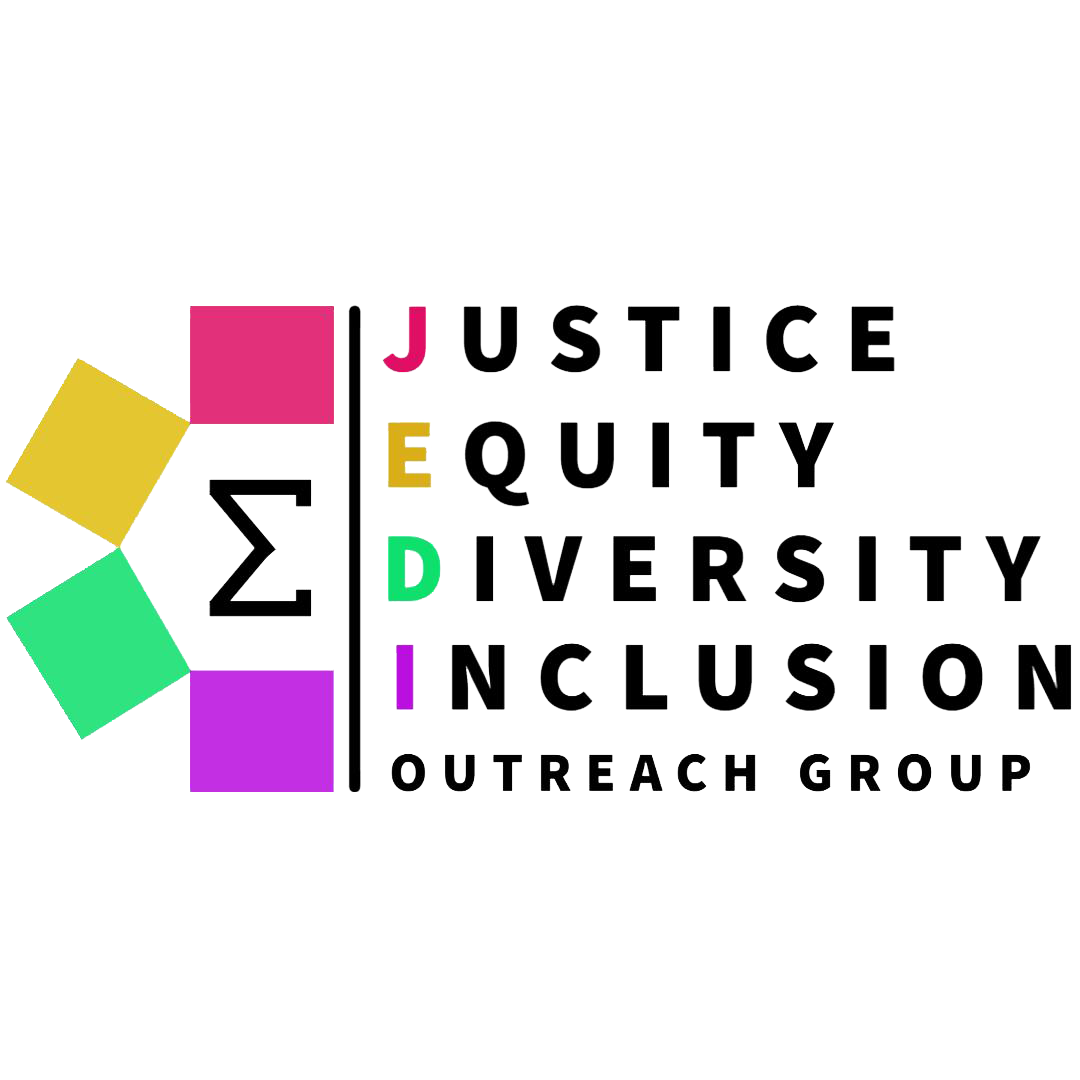 Σ
JUSTICE
EQUITY
DIVERSITY
INCLUSION
OUTREACH GROUP